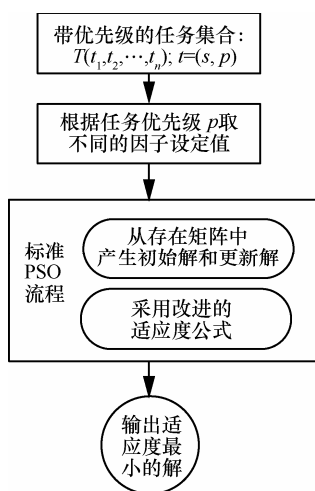 带优先级的任务集合：
T(t1,t2,⋯,tn); t=(s, p)
根据任务优先级 p取
不同的因子设定值
标准
PSO
流程
从存在矩阵中
产生初始解和更新解
采用改进的
适应度公式
输出适
应度最
小的解